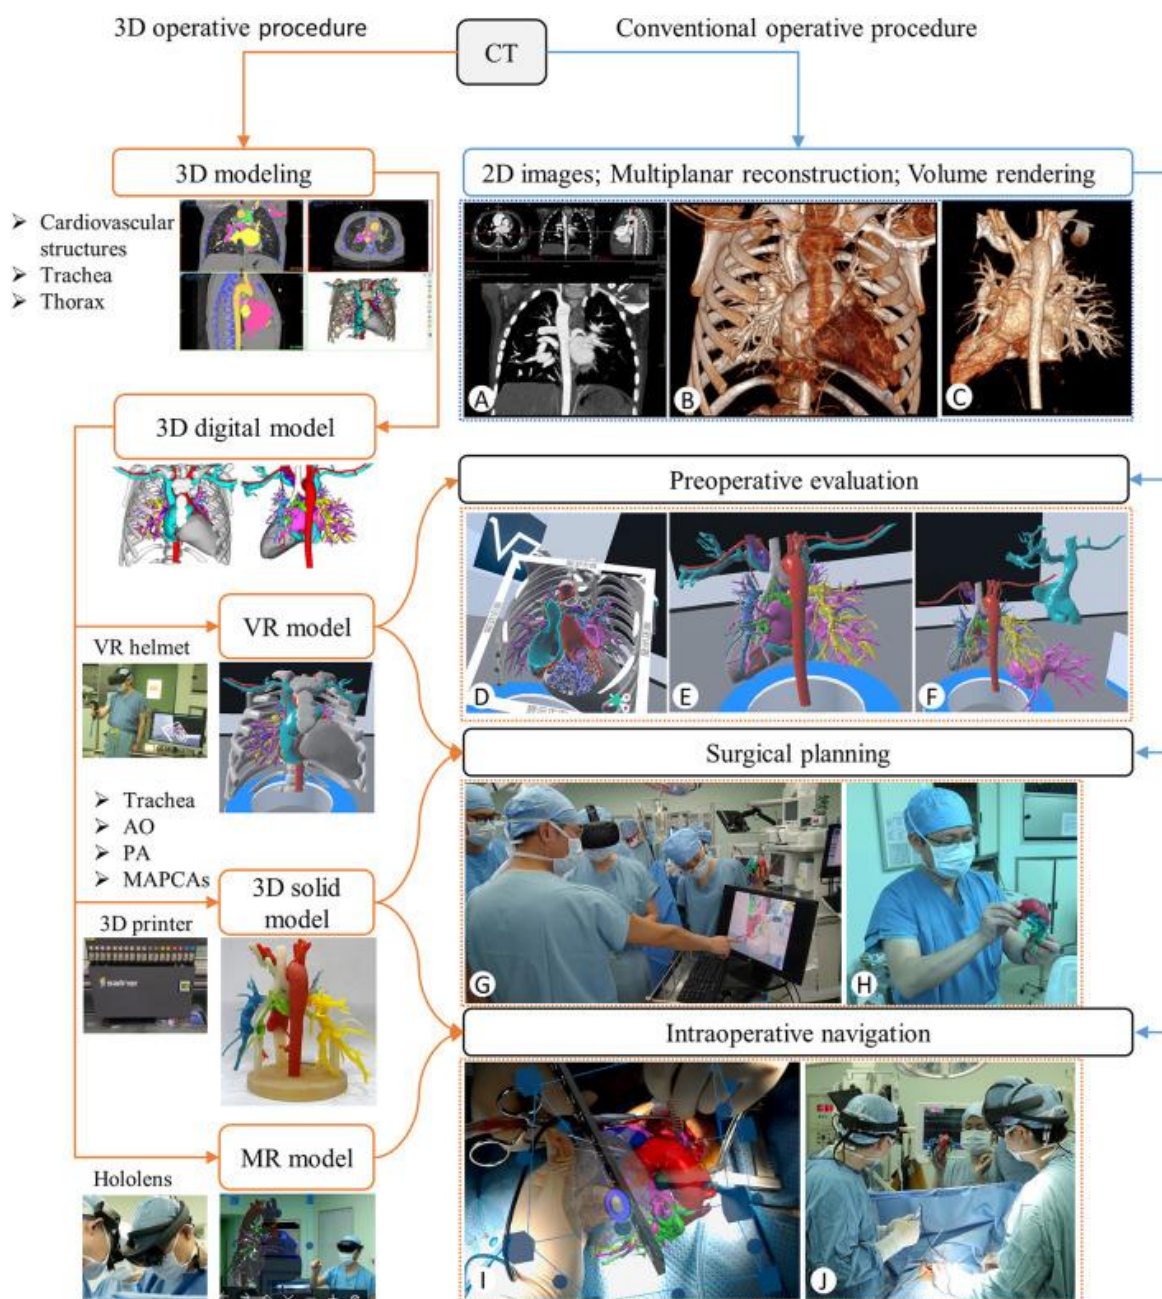 3D operative procedure
CT
Conventional operative procedure
3D modeling
➢ Cardiovascular
structures
➢ Trachea
➢ Thorax
2D images; Multiplanar reconstruction; Volume rendering
A
B
C
3D digital model
Preoperative evaluation
D
E
F
VR model
VR helmet
Surgical planning
➢ Trachea
➢ AO
➢ PA
➢ MAPCAs
G
H
3D solid
model
3D printer
Intraoperative navigation
I
J
MR model
Hololens